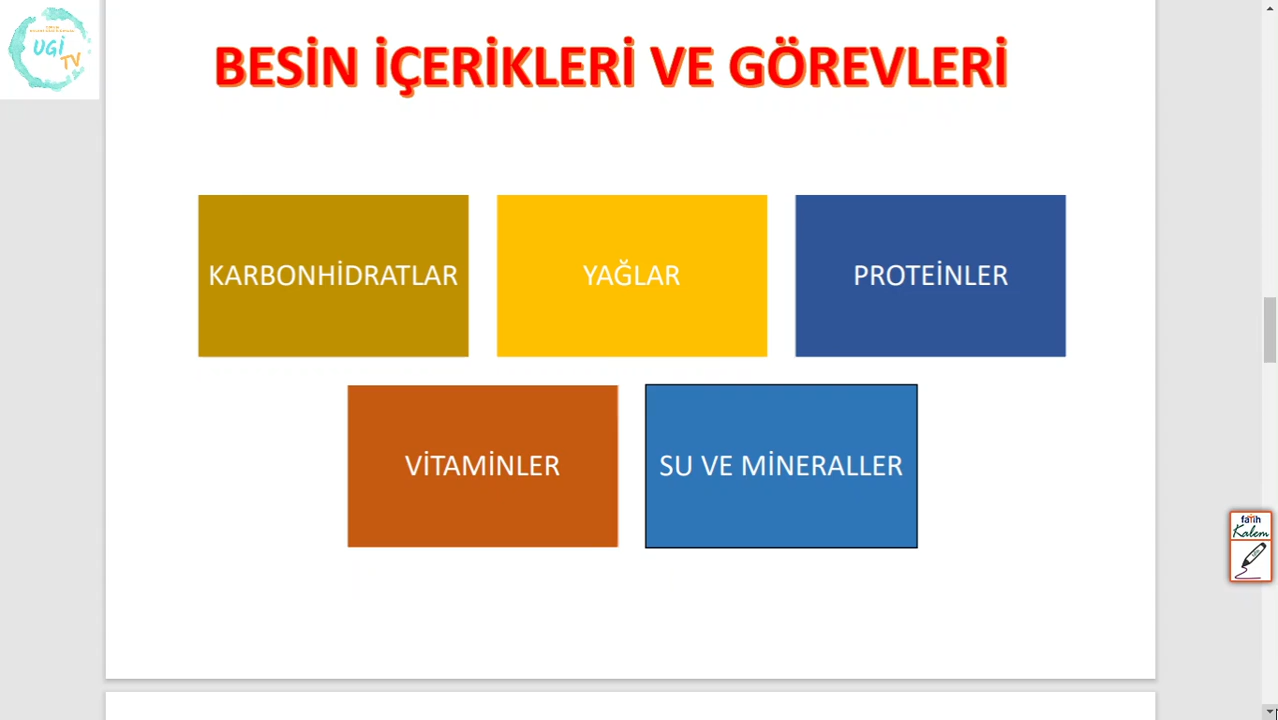 UGİ
TV
BESİN İÇERİKLERİ VE GÖREVLERİ
KARBONHİDRATLAR
YAĞLAR
PROTEİNLER
VİTAMİNLER
SU VE MİNERALLER
fatih
Kalem